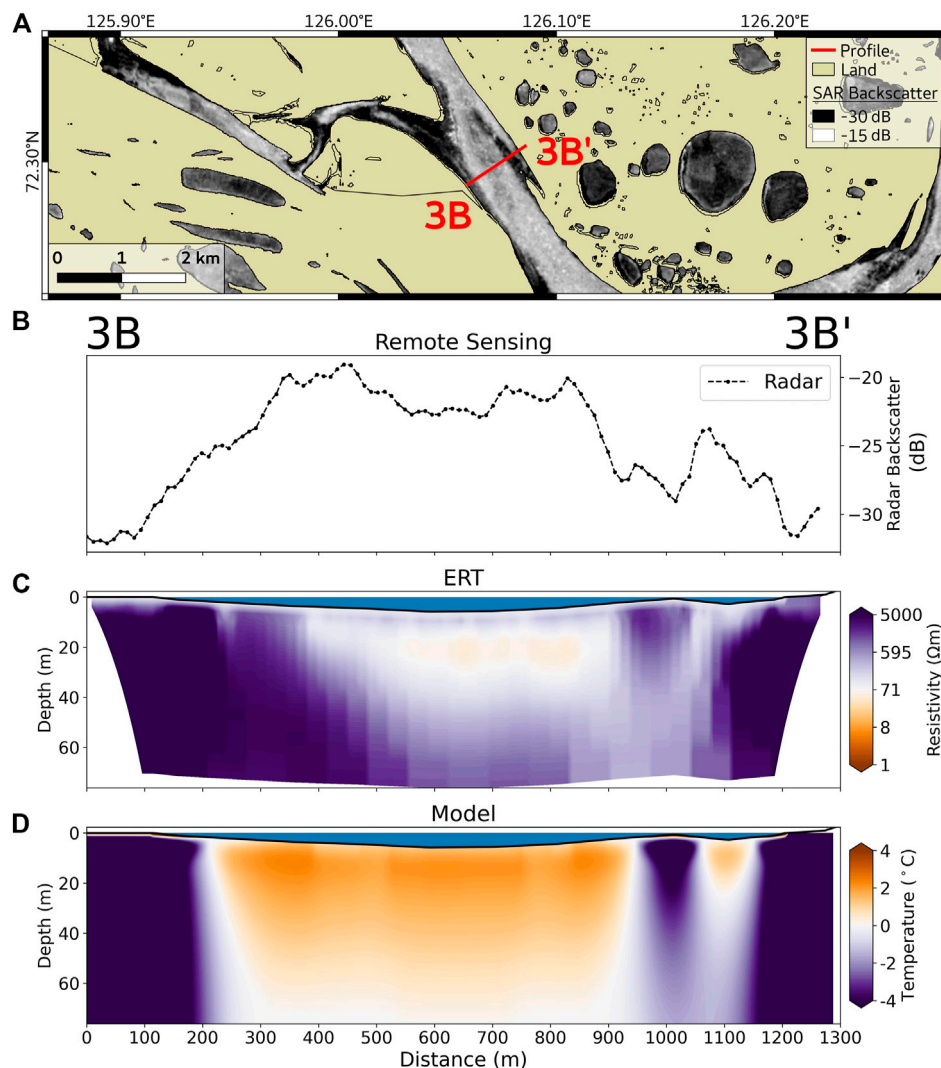 A
125.90°E 126.00°E 126.10°E 126.20°E
72.30°N
Profile
Land
SAR Backscatter
-30 dB
-15 dB
3B'
3B
0 1 2 km
B
3B 3B'
Remote Sensing
Radar
−20
−25
−30
Radar Backscatter
(dB)
C
ERT
0
20
40
60
Depth (m)
5000
595
71
8
1
Resistivity (Ωm)
D
Model
0
20
40
60
Depth (m)
4
2
0
-2
-4
Temperature (°C)
0 100 200 300 400 500 600 700 800 900 1000 1100 1200 1300
Distance (m)